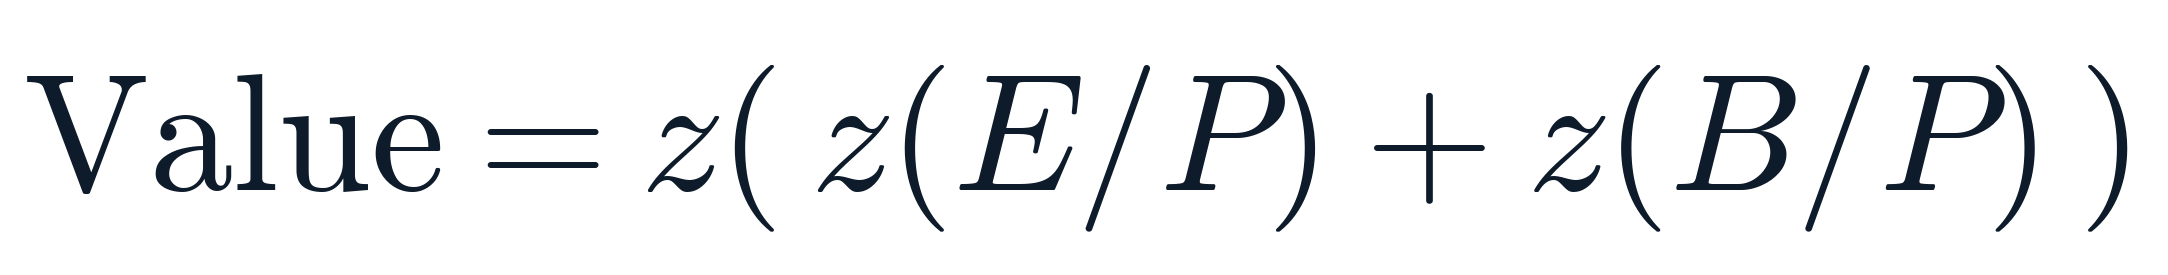 Value = z( z(E/P) + z(B/P) )